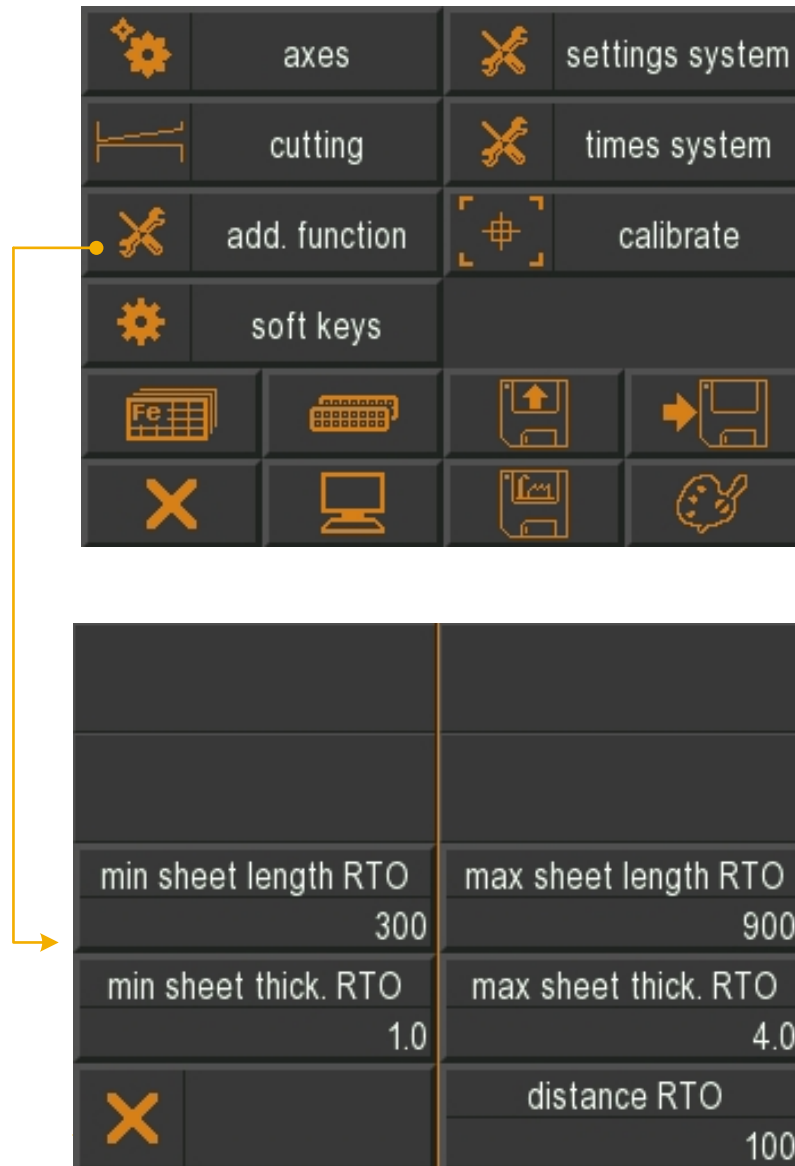 axes
settings system
cutting
times system
add. function
calibrate
soft keys
Fe
min sheet length RTO
max sheet length RTO
300
900
min sheet thick. RTO
max sheet thick. RTO
1.0
4.0
distance RTO
100